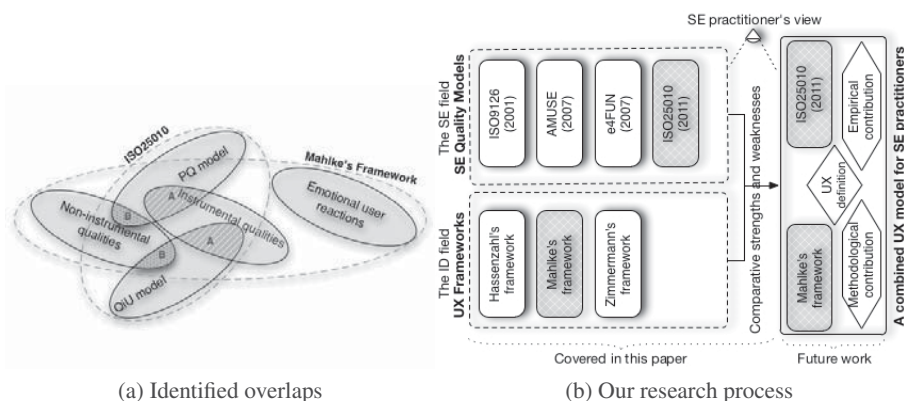 ISO25010
PQ model
Mahlke's Framework
Emotional user
reactions
Instrumental qualities
Non-instrumental
qualities
A
B
B
A
QiU model
(a) Identified overlaps
SE practitioner's view
The SE field
SE Quality Models
ISO9126
(2001)
AMUSE
(2007)
e4FUN
(2007)
ISO25010
(2011)
The ID field
UX Frameworks
Hassenzahl's
framework
Mahlke's
framework
Zimmermann's
framework
Comparative strengths and weaknesses
ISO25010
(2011)
Empirical
contribution
UX
definition
Mahlke's
framework
Methodological
contribution
A combined UX model for SE practitioners
Covered in this paper
Future work
(b) Our research process